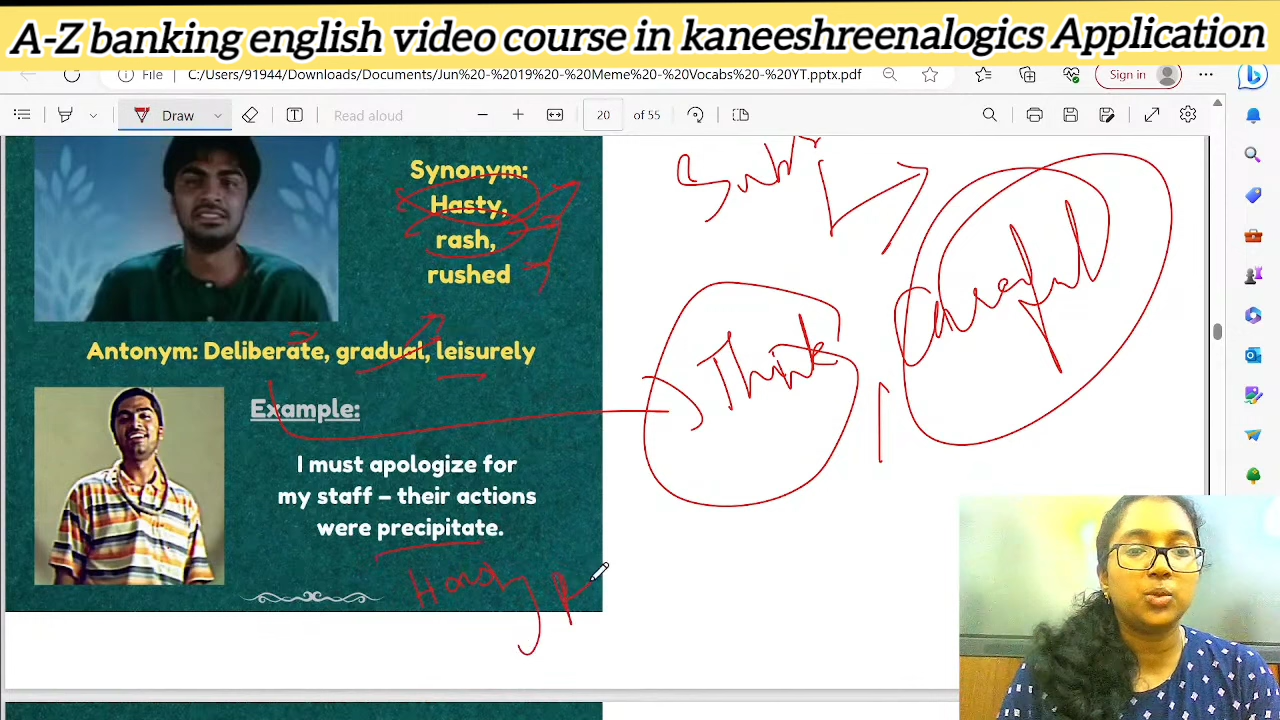 A-Z banking english video course in kaneeshreenalogics Application
File C:/Users/91944/Downloads/Documents/Jun%20-%2019%20-%20Meme%20-%20Vocabs%20-%20YT.pptx.pdf Sign in
Draw Read aloud 20 of 55
Synonym:
Hasty,
rash,
rushed
Antonym: Deliberate, gradual, leisurely
Example:
I must apologize for
my staff – their actions
were precipitate.
Think
Careful